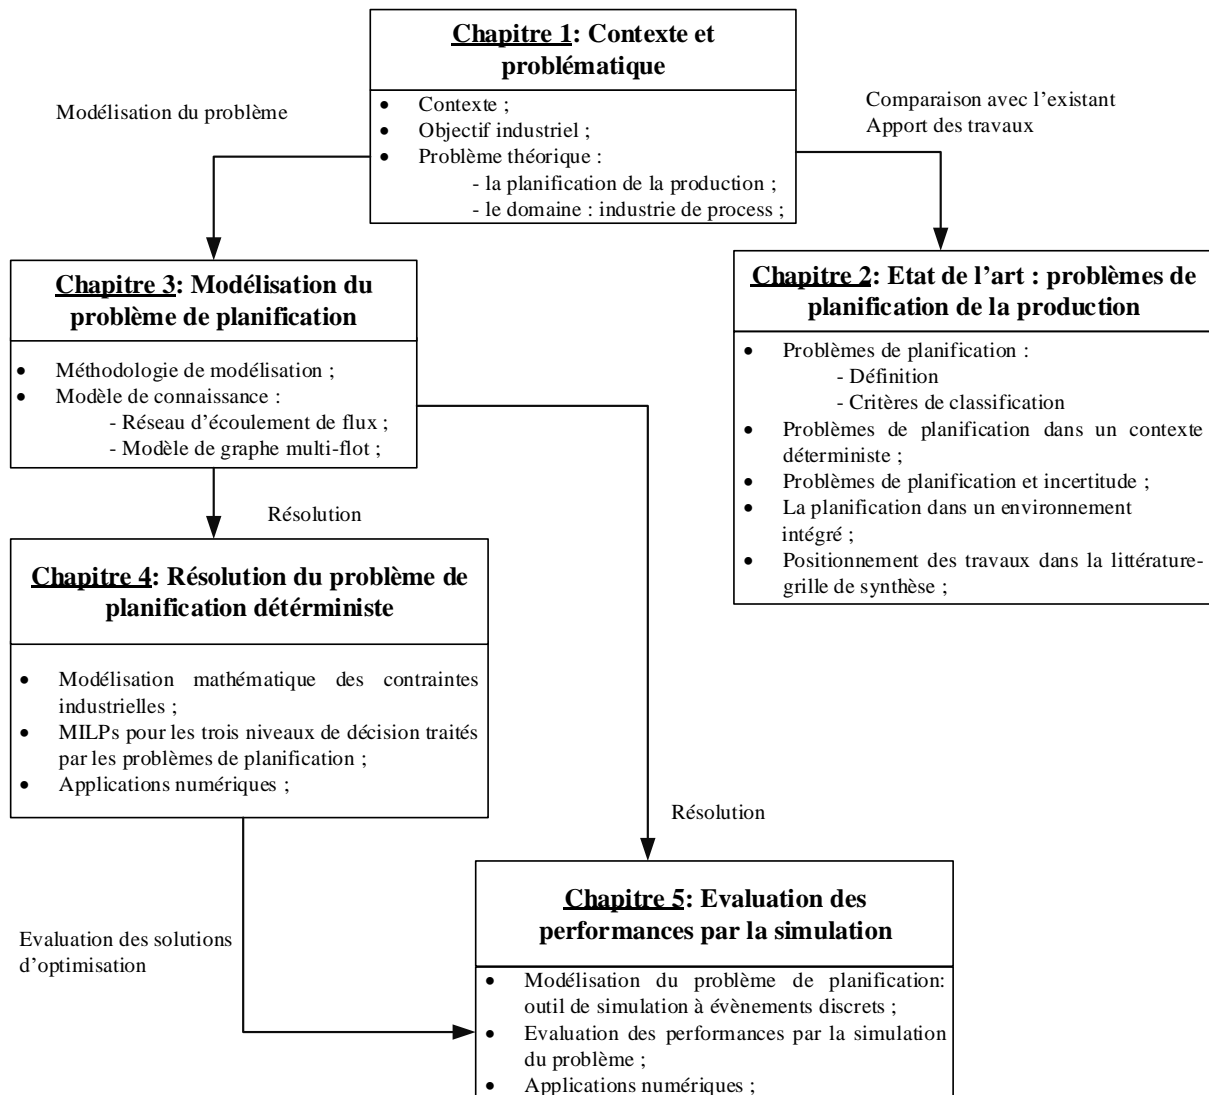 Chapitre 1: Contexte et
problématique
Modélisation du problème
Comparaison avec l'existant
Apport des travaux
• Contexte ;
• Objectif industriel ;
• Problème théorique :
- la planification de la production ;
- le domaine : industrie de process ;
Chapitre 3: Modélisation du
problème de planification
• Méthodologie de modélisation ;
• Modèle de connaissance :
- Réseau d'écoulement de flux ;
- Modèle de graphe multi-flot ;
Chapitre 2: Etat de l'art : problèmes de
planification de la production
• Problèmes de planification :
- Définition
- Critères de classification
• Problèmes de planification dans un contexte
déterministe ;
• Problèmes de planification et incertitude ;
• La planification dans un environnement
intégré ;
• Positionnement des travaux dans la littérature-
grille de synthèse ;
Résolution
Chapitre 4: Résolution du problème de
planification détérministe
• Modélisation mathématique des contraintes
industrielles ;
• MILPs pour les trois niveaux de décision traités
par les problèmes de planification ;
• Applications numériques ;
Résolution
Evaluation des solutions
d'optimisation
Chapitre 5: Evaluation des
performances par la simulation
• Modélisation du problème de planification:
outil de simulation à évènements discrets ;
• Evaluation des performances par la simulation
du problème ;
• Applications numériques ;